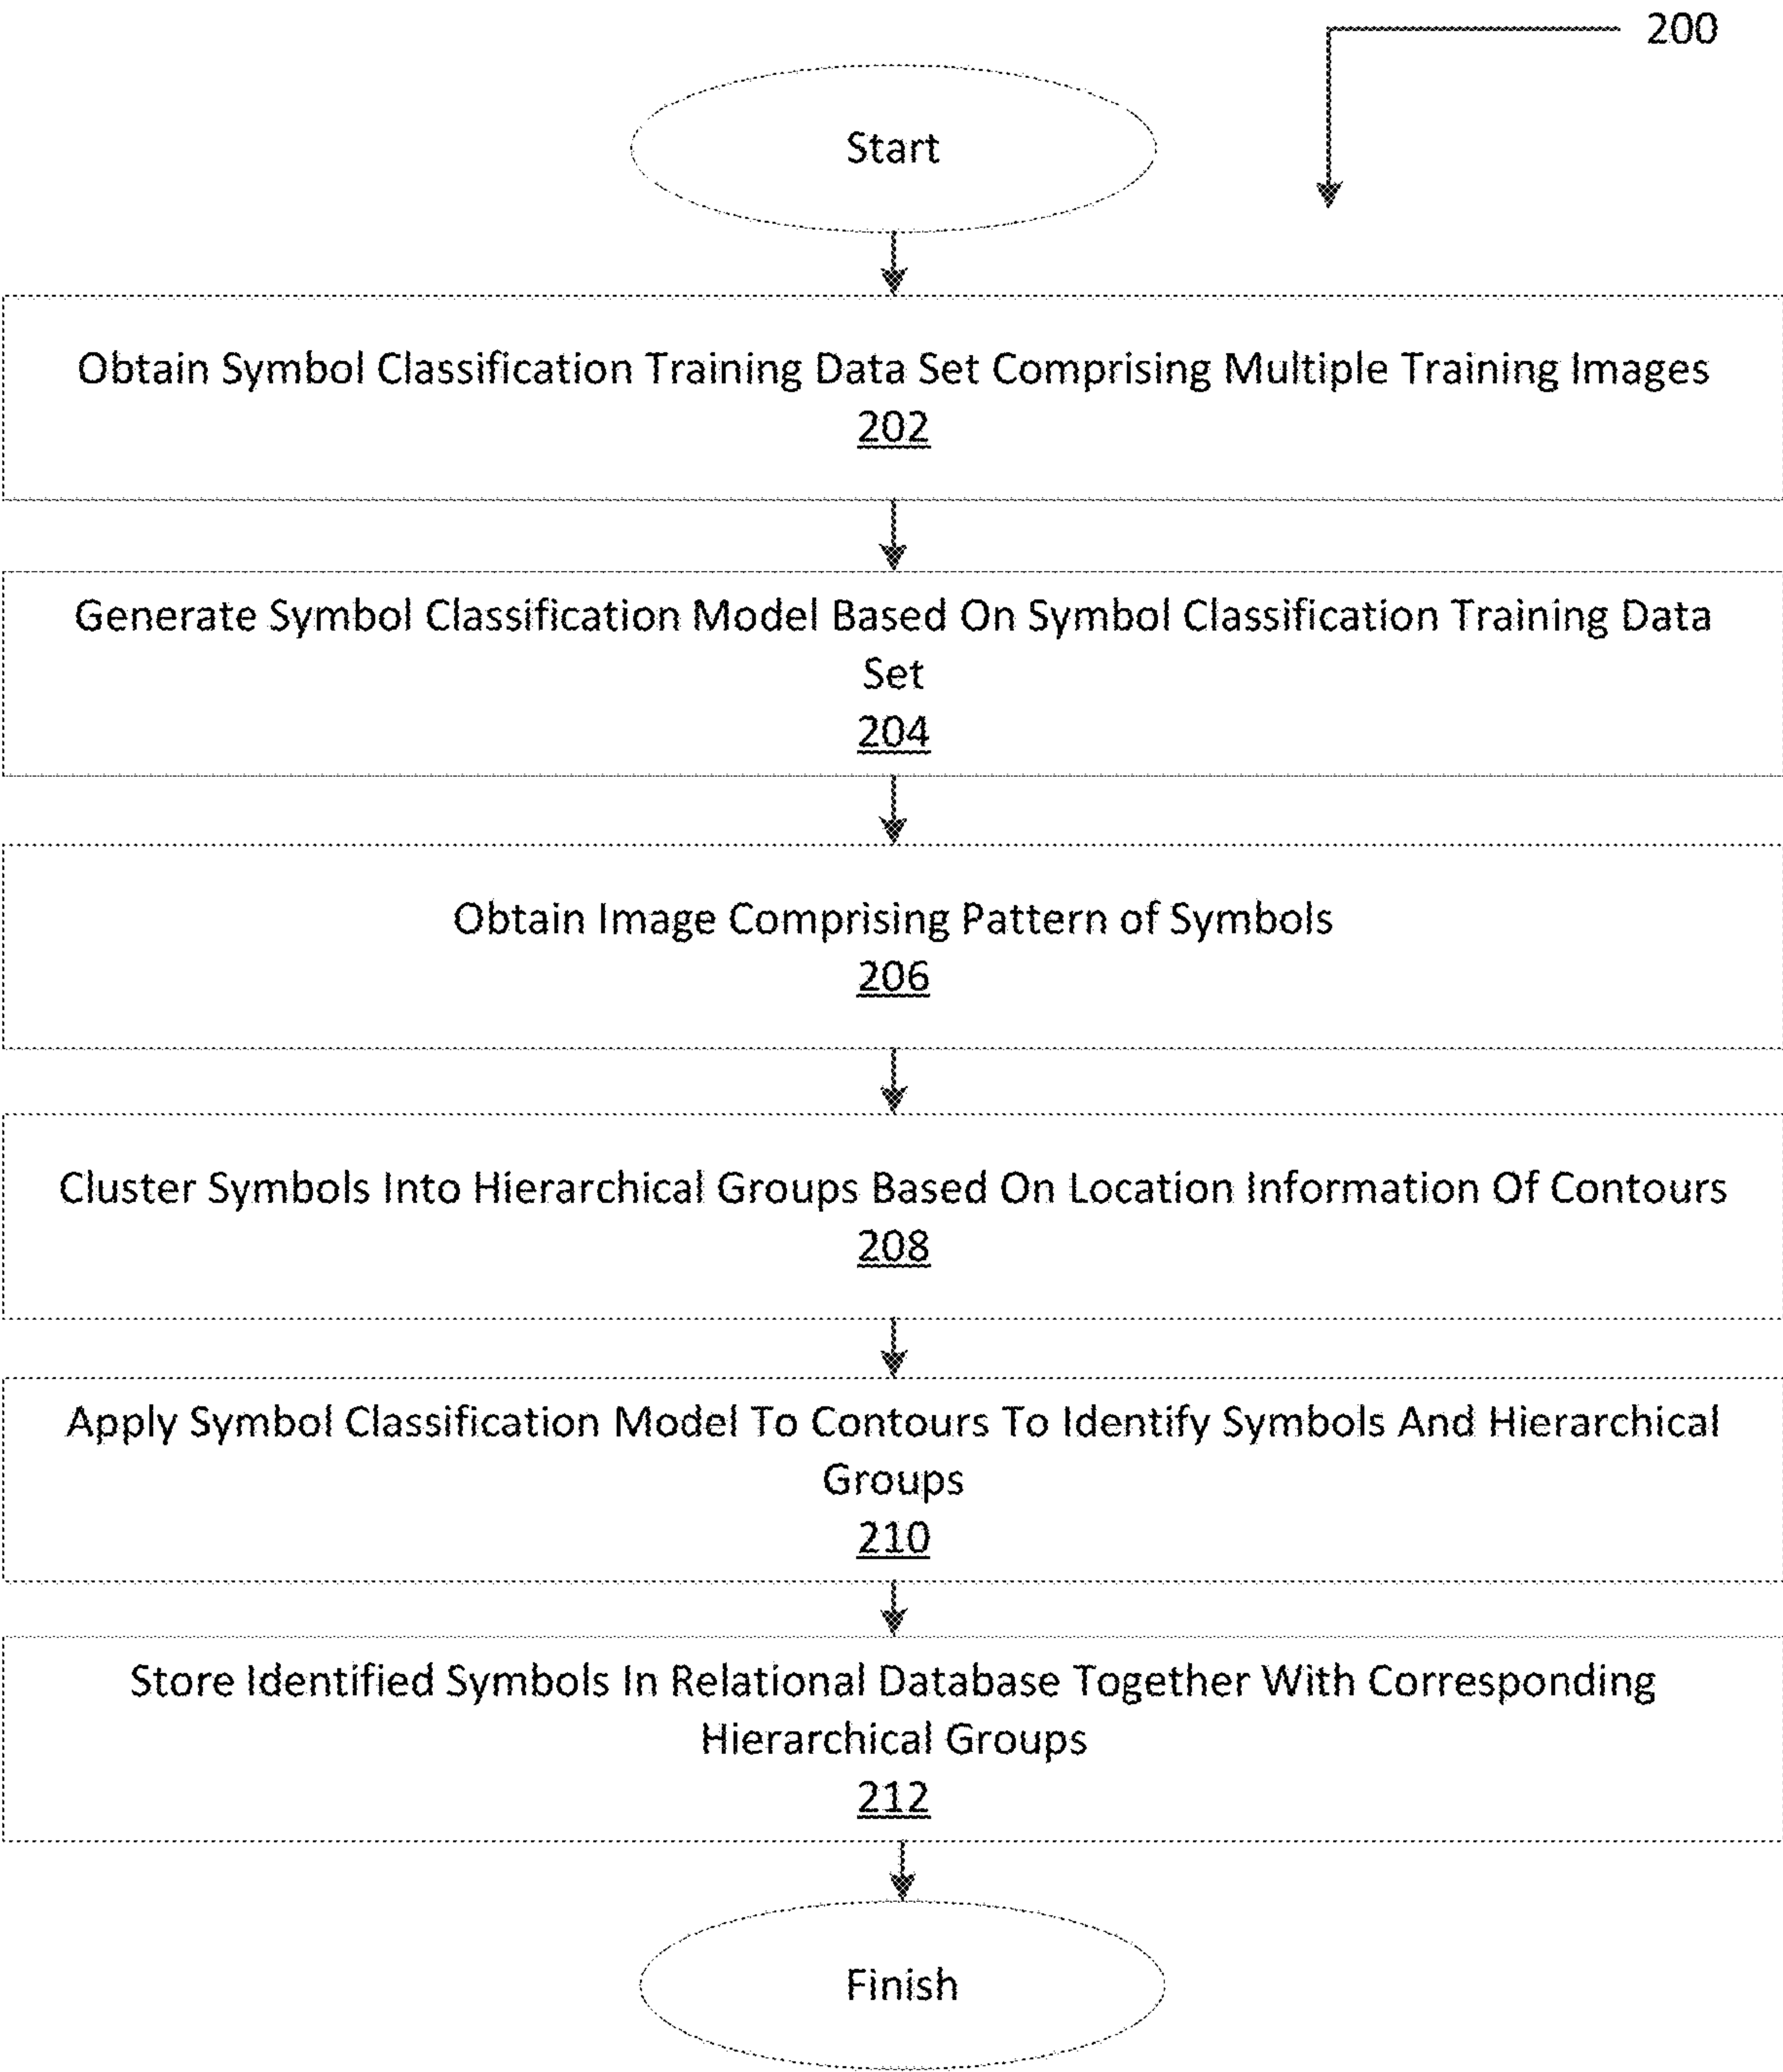 200
Start
Obtain Symbol Classification Training Data Set Comprising Multiple Training Images
202
Generate Symbol Classification Model Based On Symbol Classification Training Data
Set
204
Obtain Image Comprising Pattern of Symbols
206
Cluster Symbols Into Hierarchical Groups Based On Location Information Of Contours
208
Apply Symbol Classification Model To Contours To Identify Symbols And Hierarchical
Groups
210
Store Identified Symbols In Relational Database Together With Corresponding
Hierarchical Groups
212
Finish